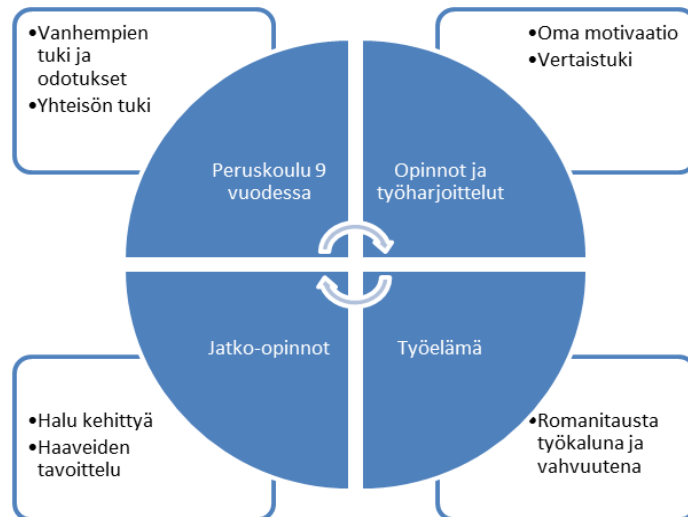 •Vanhempien
tuki ja
odotukset
•Yhteisön tuki
•Oma motivaatio
•Vertaistuki
Peruskoulu 9
vuodessa
Opinnot ja
työharjoittelut
Jatko-opinnot
Työelämä
•Halu kehittyä
•Haaveiden
tavoittelu
•Romanitausta
työkaluna ja
vahvuutena